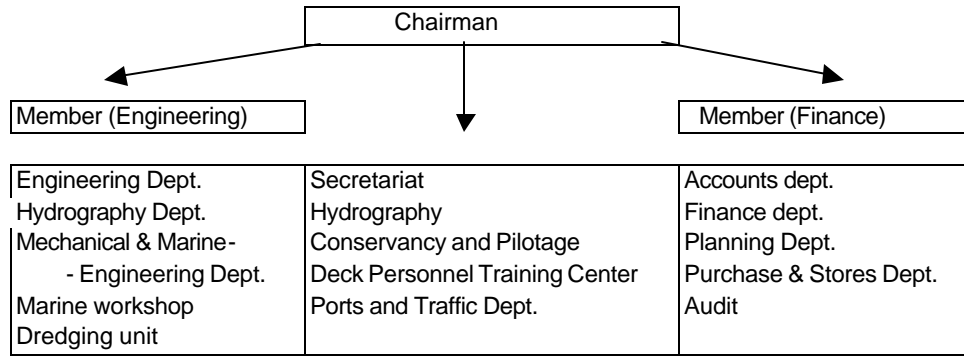 Chairman
Member (Engineering)
Member (Finance)
Engineering Dept.
Hydrography Dept.
Mechanical & Marine-
- Engineering Dept.
Marine workshop
Dredging unit
Secretariat
Hydrography
Conservancy and Pilotage
Deck Personnel Training Center
Ports and Traffic Dept.
Accounts dept.
Finance dept.
Planning Dept.
Purchase & Stores Dept.
Audit